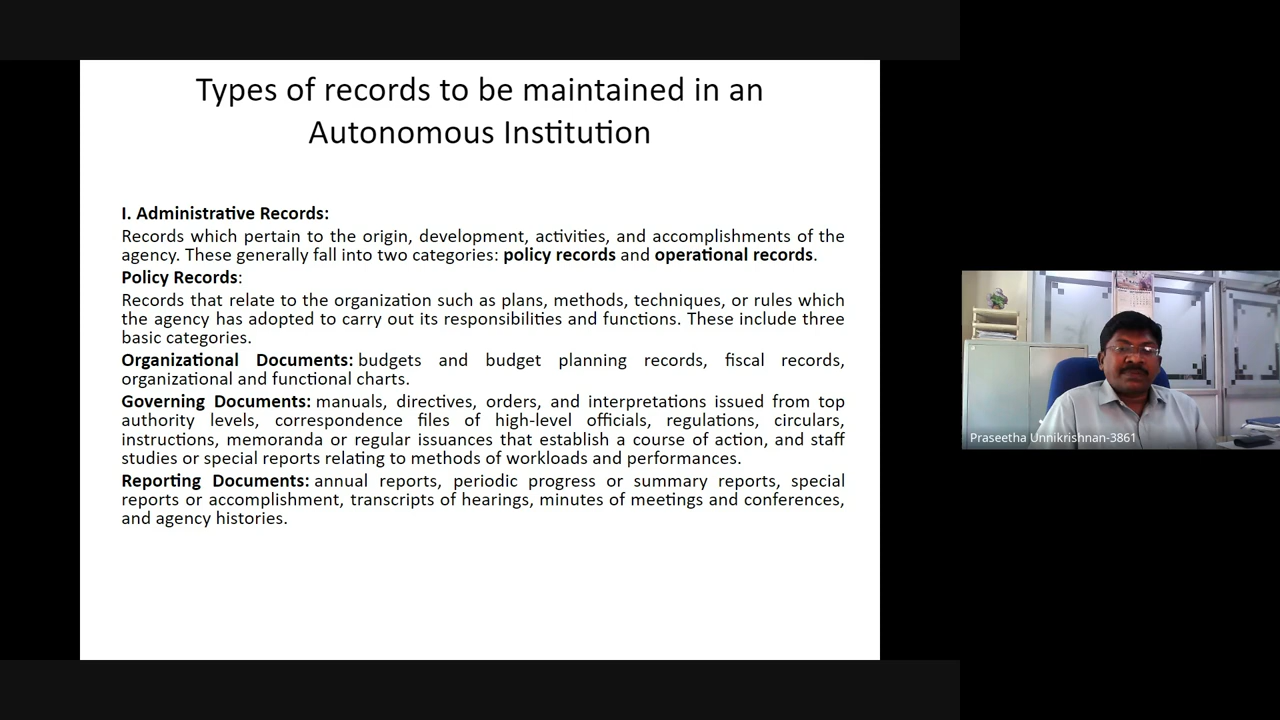 Types of records to be maintained in an
Autonomous Institution
I. Administrative Records:
Records which pertain to the origin, development, activities, and accomplishments of the
agency. These generally fall into two categories: policy records and operational records.
Policy Records:
Records that relate to the organization such as plans, methods, techniques, or rules which
the agency has adopted to carry out its responsibilities and functions. These include three
basic categories.
Organizational Documents: budgets and budget planning records, fiscal records,
organizational and functional charts.
Governing Documents: manuals, directives, orders, and interpretations issued from top
authority levels, correspondence files of high-level officials, regulations, circulars,
instructions, memoranda or regular issuances that establish a course of action, and staff
studies or special reports relating to methods of workloads and performances.
Reporting Documents: annual reports, periodic progress or summary reports, special
reports or accomplishment, transcripts of hearings, minutes of meetings and conferences,
and agency histories.
Praseetha Unnikrishnan-3861